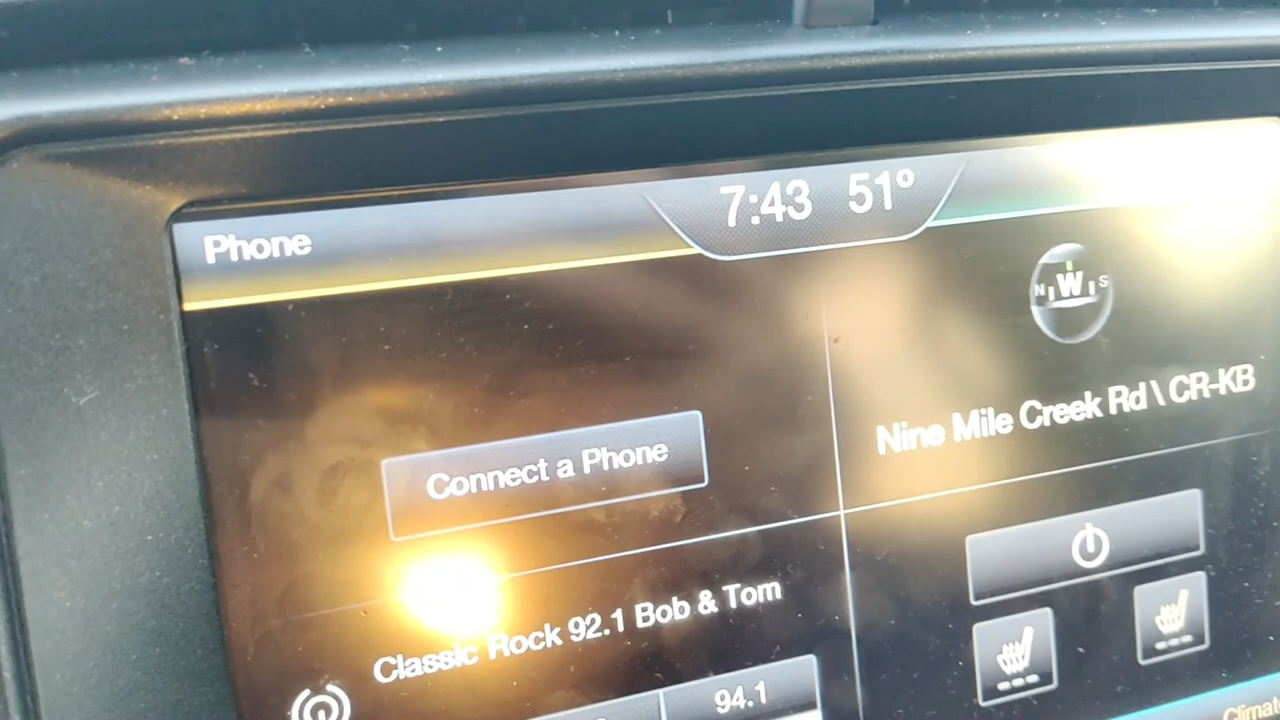 7:43 51°
Phone
N W S
Nine Mile Creek Rd \ CR-KB
Connect a Phone
Classic Rock 92.1 Bob & Tom
94.1